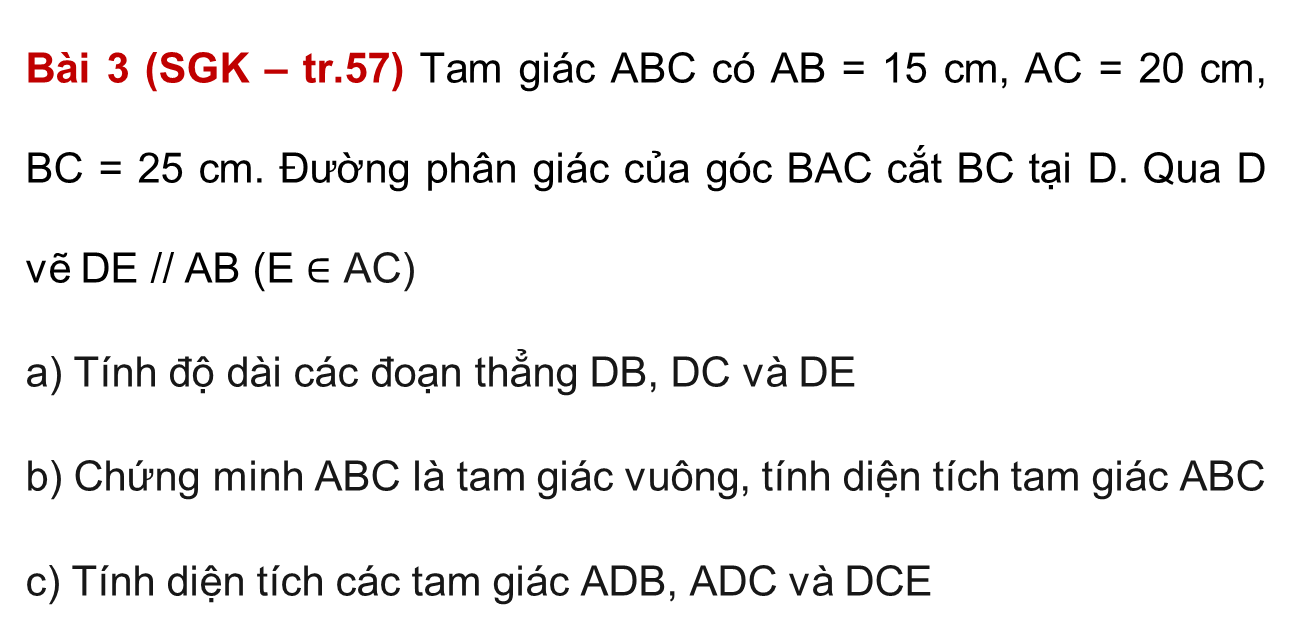 Bài 3 (SGK – tr.57) Tam giác ABC có AB = 15 cm, AC = 20 cm,
BC = 25 cm. Đường phân giác của góc BAC cắt BC tại D. Qua D
vẽ DE // AB (E ∈ AC)
a) Tính độ dài các đoạn thẳng DB, DC và DE
b) Chứng minh ABC là tam giác vuông, tính diện tích tam giác ABC
c) Tính diện tích các tam giác ADB, ADC và DCE